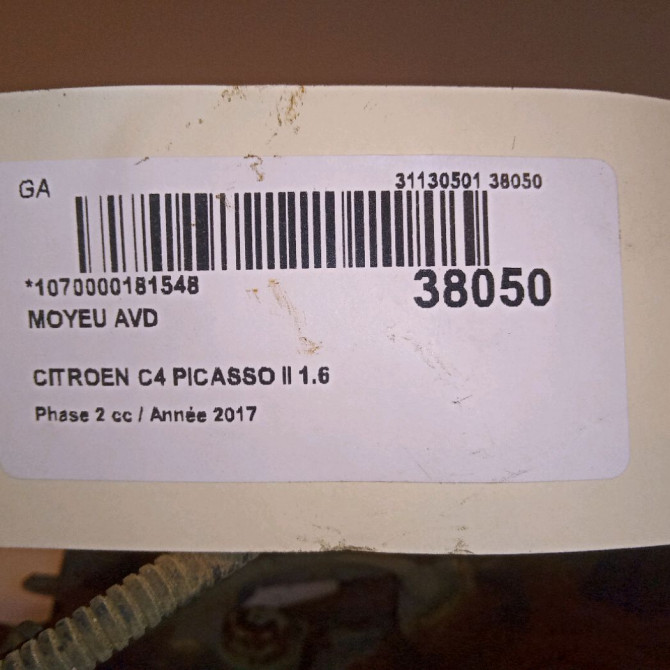 GA
31130501 38050
*1070000181548
38050
MOYEU AVD
CITROEN C4 PICASSO II 1.6
Phase 2 cc / Année 2017